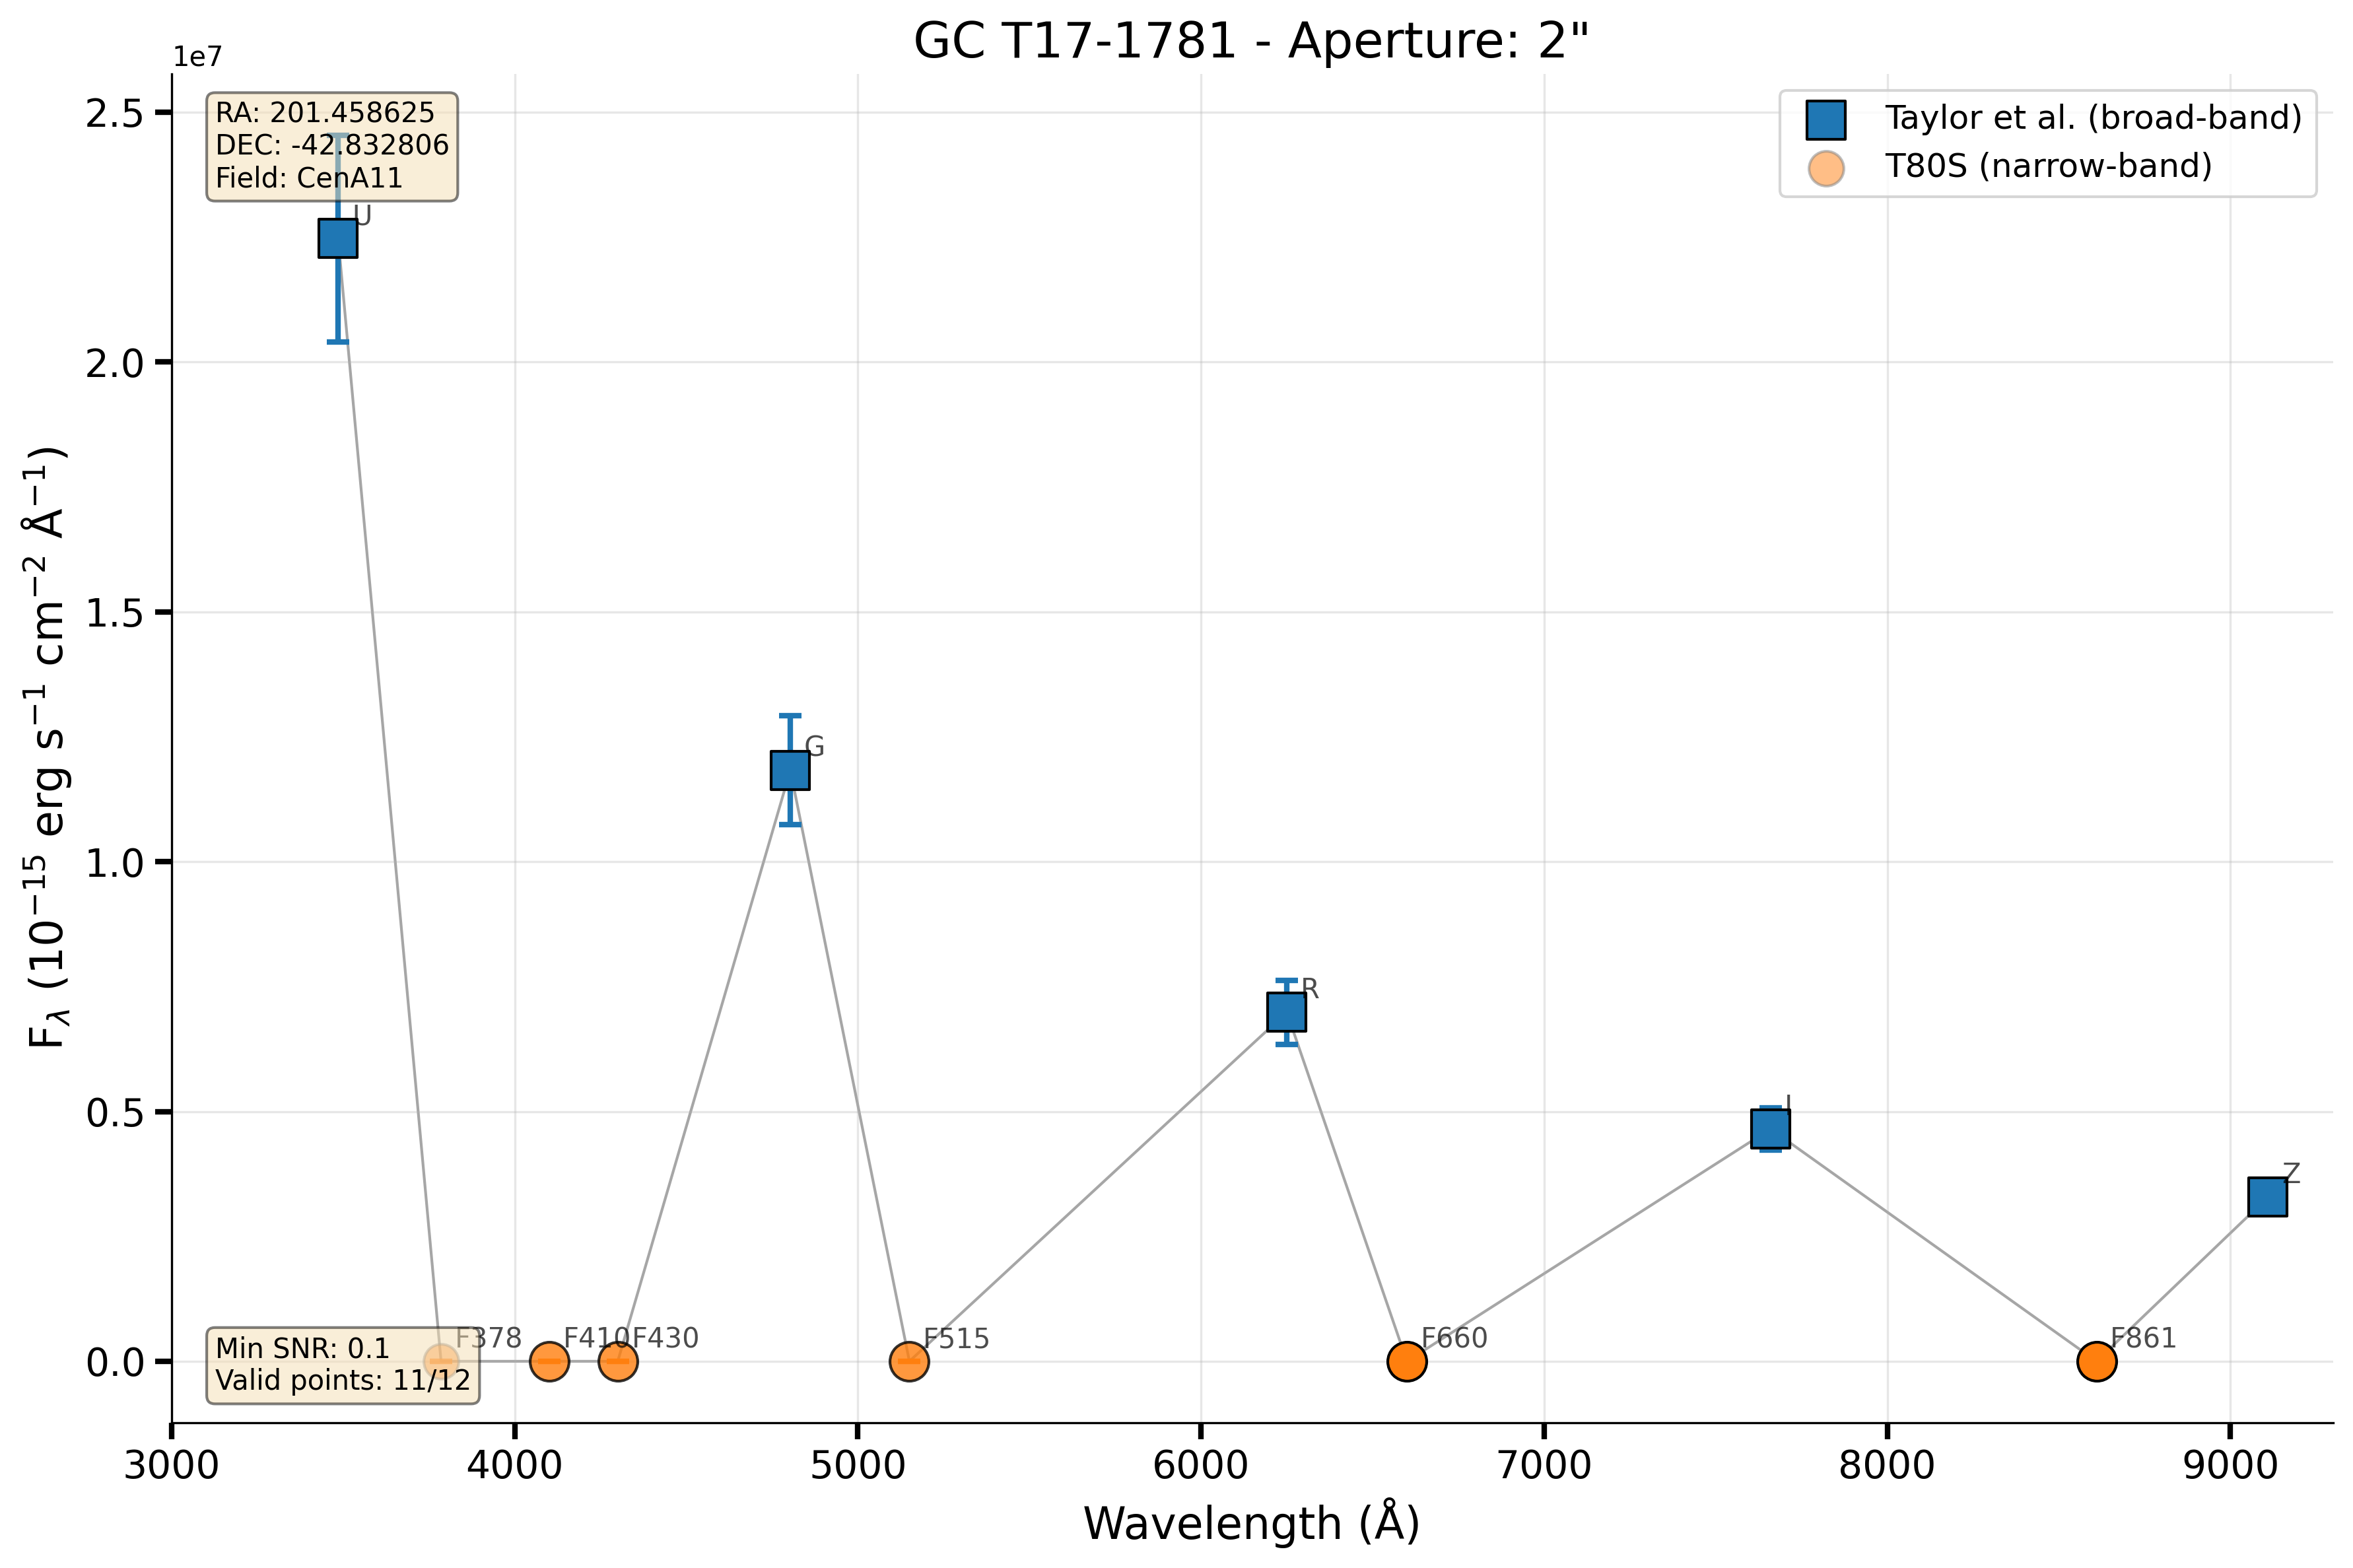 GC T17-1781 - Aperture: 2"
1e7
RA: 201.458625
DEC: -42.832806
Field: CenA11
Taylor et al. (broad-band)
T80S (narrow-band)
2.5
2.0
1.5
1.0
0.5
0.0
F_λ (10⁻¹⁵ erg s⁻¹ cm⁻² Å⁻¹)
U
G
R
I
Z
F378
F410
F430
F515
F660
F861
Min SNR: 0.1
Valid points: 11/12
3000 4000 5000 6000 7000 8000 9000
Wavelength (Å)